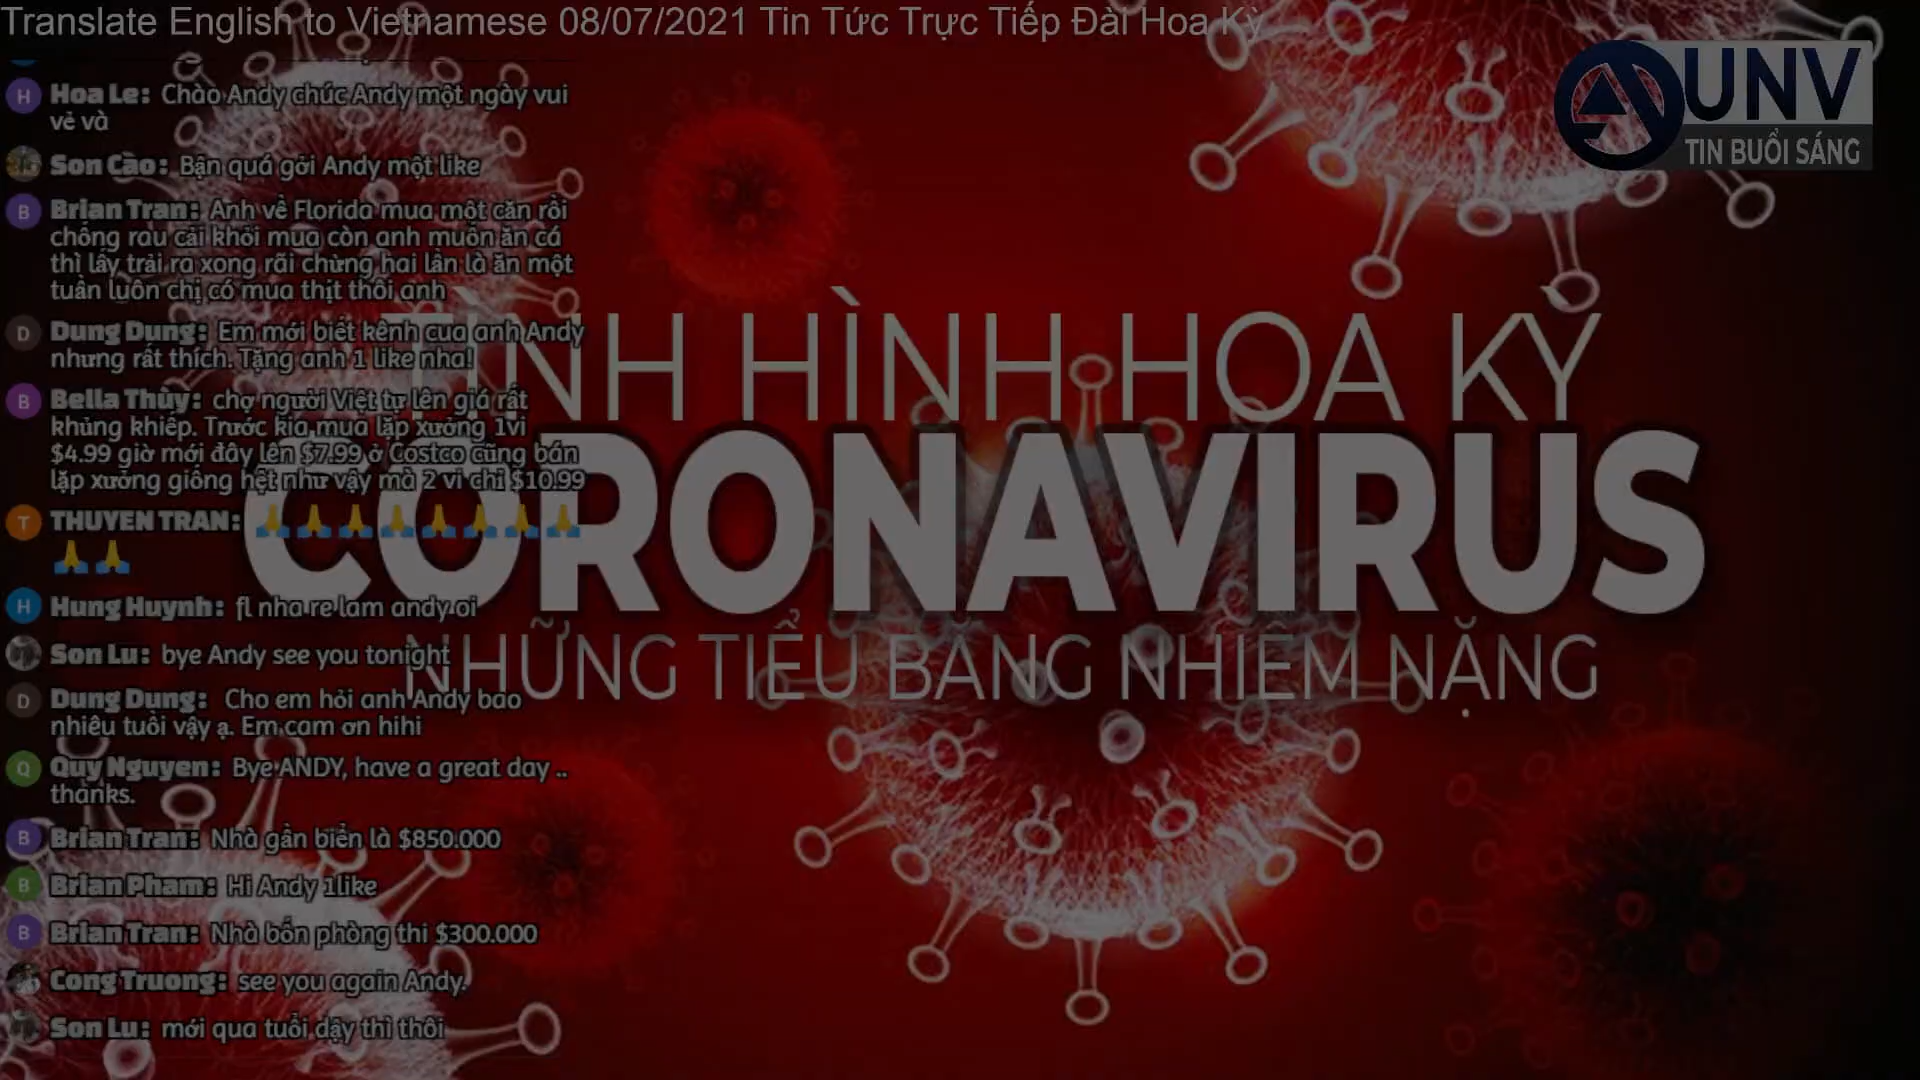 Translate English to Vietnamese 08/07/2021 Tin Tức Trực Tiếp Đài Hoa Kỳ
UNV
TIN BUỔI SÁNG
Hoa Le: Chào Andy chúc Andy một ngày vui
vẻ và
Son Cào: Bận quá gởi Andy một like
Brian Tran: Anh về Florida mua một căn rồi
chồng rau cải khỏi mua còn anh muốn ăn cá
thì lấy trải ra xong rãi chừng hai lần là ăn một
tuần luôn chị có mua thịt thôi anh
Dung Dung: Em mới biết kênh cua anh Andy
nhưng rất thích. Tặng anh 1 like nha!
Bella Thùy: chợ người Việt tự lên giá rất
khủng khiếp. Trước kia mua lặp xưởng 1vi
$4.99 giờ mới đây lên $7.99 ở Costco cũng bán
lặp xưởng giống hệt như vậy mà 2 vi chỉ $10.99
THUYEN TRAN: 🙏🙏🙏🙏🙏🙏🙏🙏
🙏🙏
Hung Huynh: fl nha re lam andy oi
Son Lu: bye Andy see you tonight
Dung Dung: Cho em hỏi anh Andy bao
nhiêu tuổi vậy ạ. Em cam ơn hihi
Quy Nguyen: Bye ANDY, have a great day ..
thanks.
Brian Tran: Nhà gần biển là $850.000
Brian Pham: Hi Andy 1like
Brian Tran: Nhà bốn phòng thi $300.000
Cong Truong: see you again Andy.
Son Lu: mới qua tuổi dậy thì thôi
TÌNH HÌNH HOA KỲ
CORONAVIRUS
NHỮNG TIỂU BANG NHIỄM NẶNG